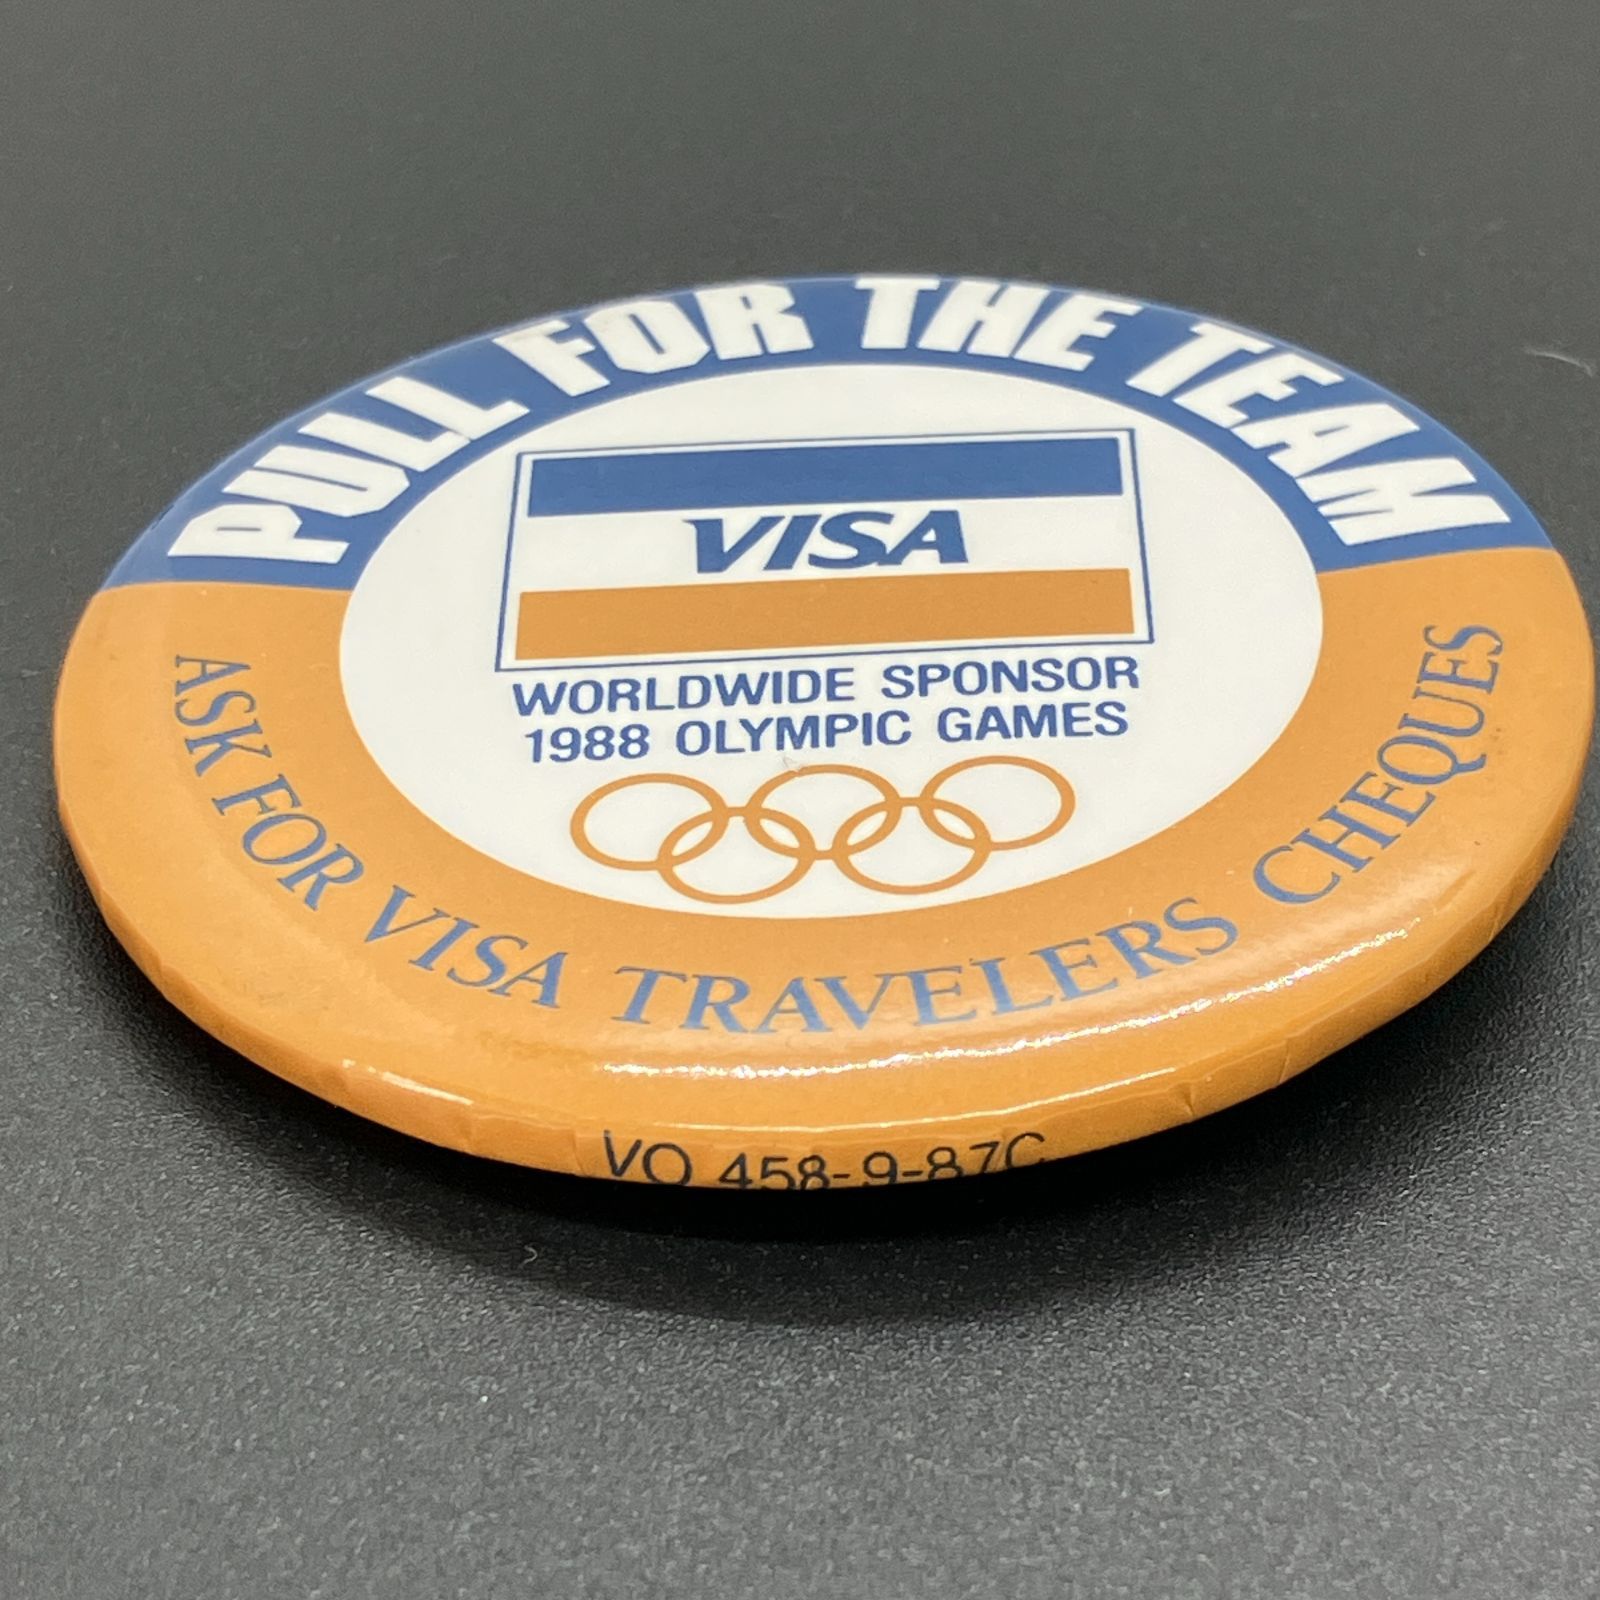 PULL FOR THE TEAM
VISA
WORLDWIDE SPONSOR
1988 OLYMPIC GAMES
ASK FOR VISA TRAVELERS CHEQUES
VO 458-9-87C